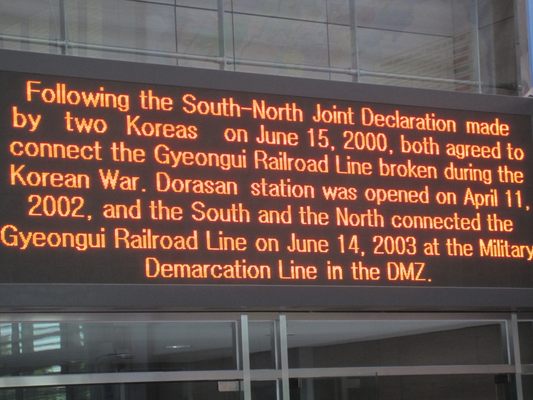 Following the South-North Joint Declaration made
by two Koreas on June 15, 2000, both agreed to
connect the Gyeongui Railroad Line broken during the
Korean War. Dorasan station was opened on April 11,
2002, and the South and the North connected the
Gyeongui Railroad Line on June 14, 2003 at the Military
Demarcation Line in the DMZ.